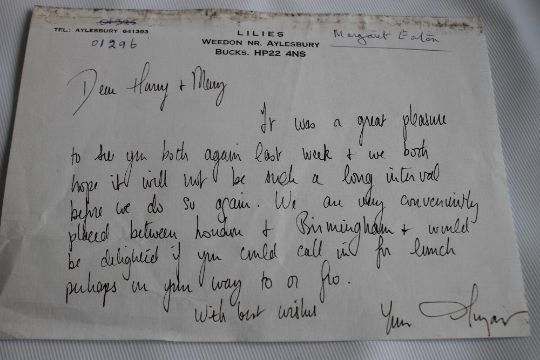 TEL: AYLESBURY 641393
01296
LILIES
WEEDON NR. AYLESBURY
BUCKS. HP22 4NS
Margaret Eaton
Dear Harry & Merry
It was a great pleasure
to see you both again last week & we both
hope it will not be such a long interval
before we do so again. We are very conveniently
placed between London & Birmingham & would
be delighted if you could call in for lunch
perhaps on your way to or fro.
With best wishes